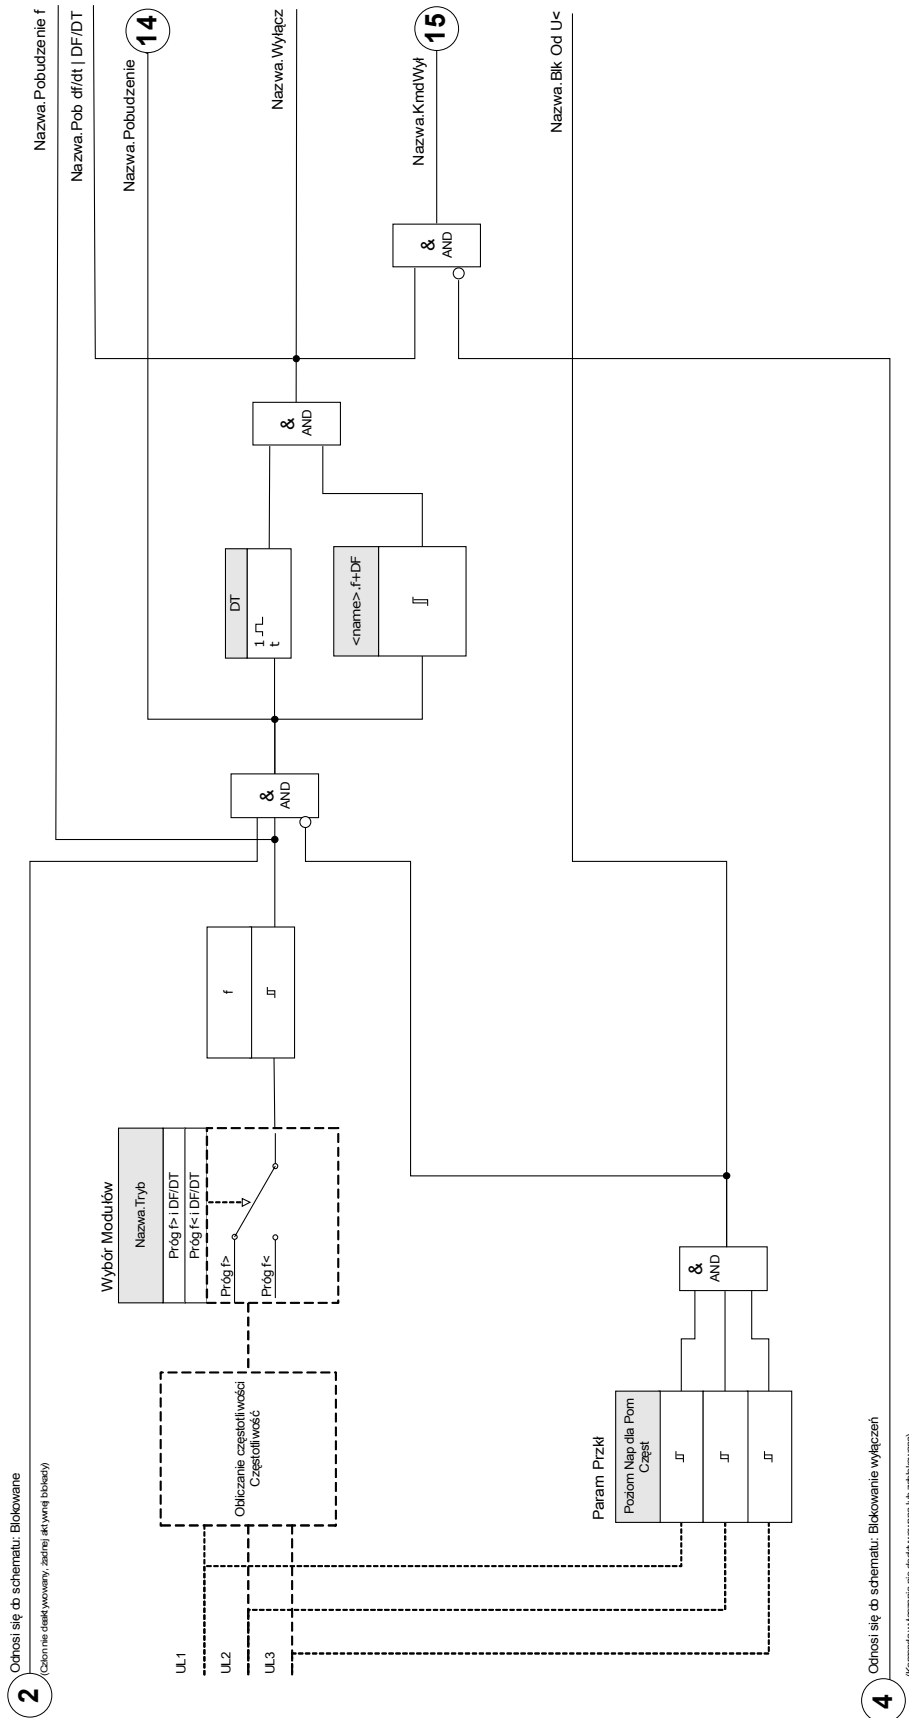 2
Odnosi się do schematu: Blokowane
(Człon nie deaktywowany, żadnej aktywnej blokady)
UL1
UL2
UL3
Obliczanie częstotliwości
Częstotliwość
Wybór Modułów
Nazwa.Tryb
Próg f> i DF/DT
Próg f< i DF/DT
Próg f>
Próg f<
f
&
AND
DT
1
t
<name>.f+DF
&
AND
&
AND
Nazwa.Pobudzenie f
Nazwa.Pob df/dt | DF/DT
Nazwa.Pobudzenie
14
Nazwa.Wyłącz
Nazwa.KmdWył
15
Nazwa.Blk Od U<
Param Przkł
Poziom Nap dla Pom
Częst
&
AND
4
Odnosi się do schematu: Blokowanie wyłączeń